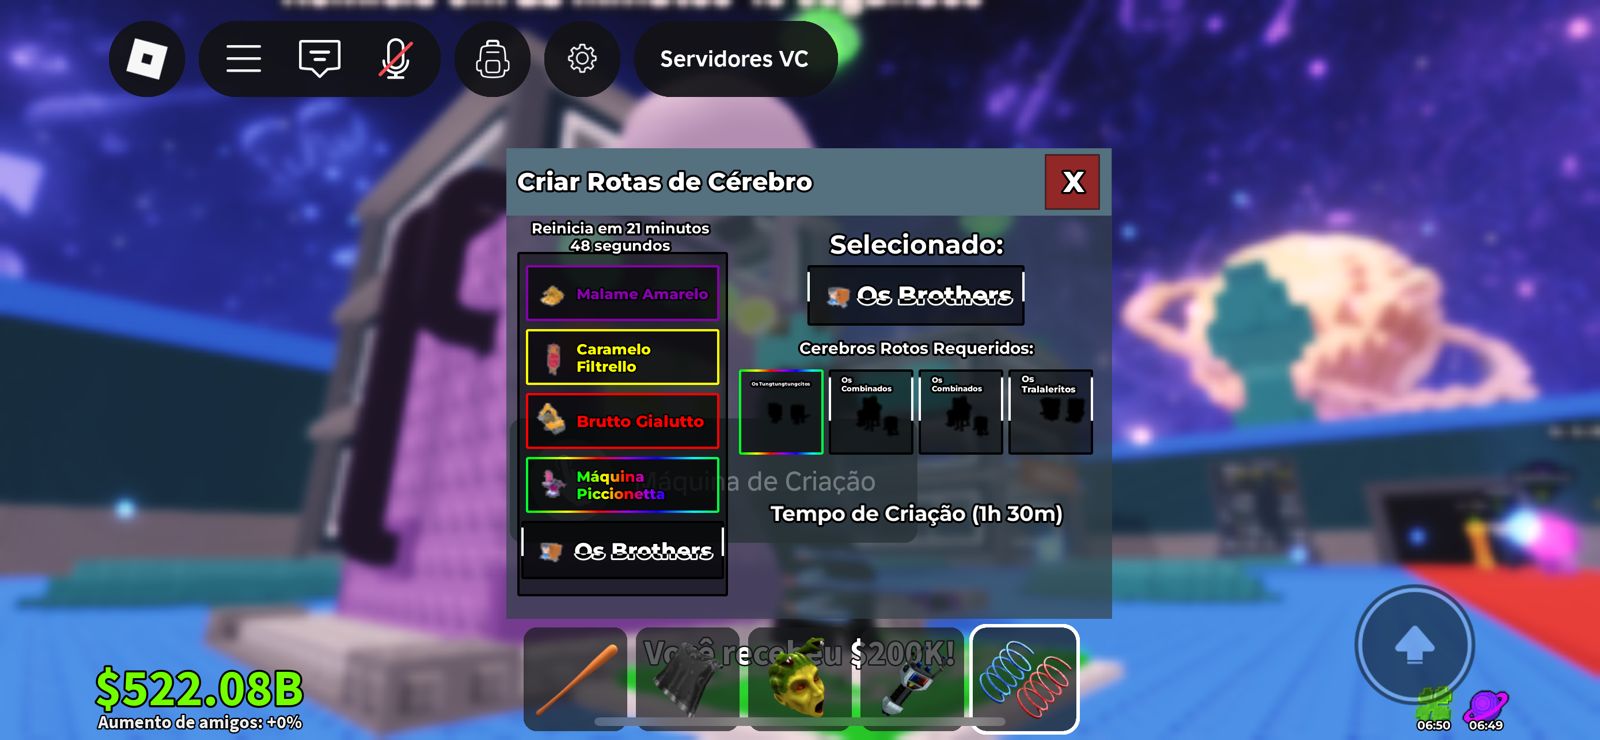 Servidores VC
Criar Rotas de Cérebro
X
Reinicia em 21 minutos
48 segundos
Malame Amarelo
Caramelo
Filtrello
Brutto Gialutto
Máquina
Piccionetta
Os Brothers
Selecionado:
Os Brothers
Cerebros Rotos Requeridos:
Os Tungtungtungcitos
Os
Combinados
Os
Combinados
Os
Tralaleritos
Máquina de Criação
Tempo de Criação (1h 30m)
Você recebeu $200K!
$522.08B
Aumento de amigos: +0%
06:50
06:49